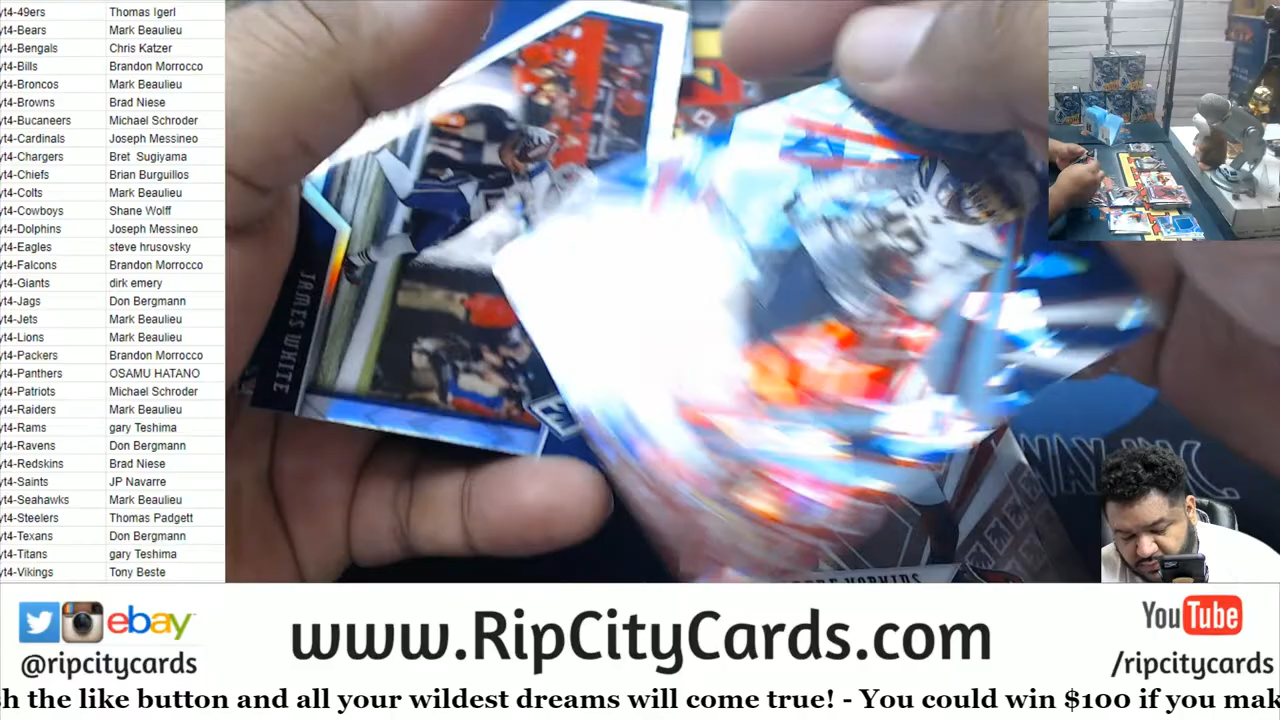 yt4-49ers Thomas Igerl
yt4-Bears Mark Beaulieu
yt4-Bengals Chris Katzer
yt4-Bills Brandon Morrocco
yt4-Broncos Mark Beaulieu
yt4-Browns Brad Niese
yt4-Bucaneers Michael Schroder
yt4-Cardinals Joseph Messineo
yt4-Chargers Bret Sugiyama
yt4-Chiefs Brian Burguillos
yt4-Colts Mark Beaulieu
yt4-Cowboys Shane Wolff
yt4-Dolphins Joseph Messineo
yt4-Eagles steve hrusovsky
yt4-Falcons Brandon Morrocco
yt4-Giants dirk emery
yt4-Jags Don Bergmann
yt4-Jets Mark Beaulieu
yt4-Lions Mark Beaulieu
yt4-Packers Brandon Morrocco
yt4-Panthers OSAMU HATANO
yt4-Patriots Michael Schroder
yt4-Raiders Mark Beaulieu
yt4-Rams gary Teshima
yt4-Ravens Don Bergmann
yt4-Redskins Brad Niese
yt4-Saints JP Navarre
yt4-Seahawks Mark Beaulieu
yt4-Steelers Thomas Padgett
yt4-Texans Don Bergmann
yt4-Titans gary Teshima
yt4-Vikings Tony Beste
JAMES WHITE
HOPKINS
WAY, INC.
ebay
@ripcitycards
www.RipCityCards.com
YouTube
/ripcitycards
sh the like button and all your wildest dreams will come true! - You could win $100 if you mak